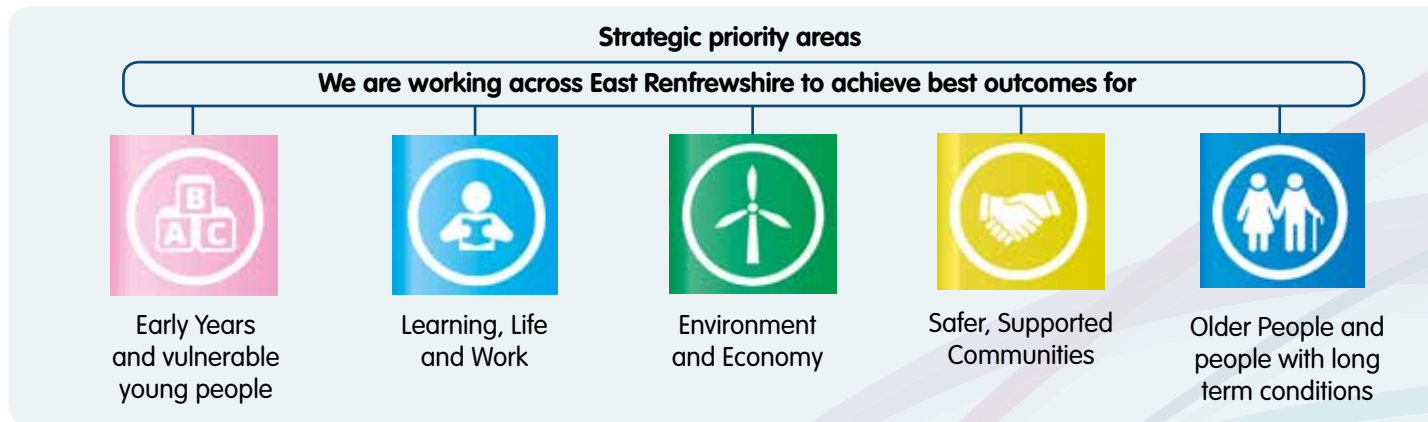 Strategic priority areas
We are working across East Renfrewshire to achieve best outcomes for
B
A C
Early Years
and vulnerable
young people
Learning, Life
and Work
Environment
and Economy
Safer, Supported
Communities
Older People and
people with long
term conditions